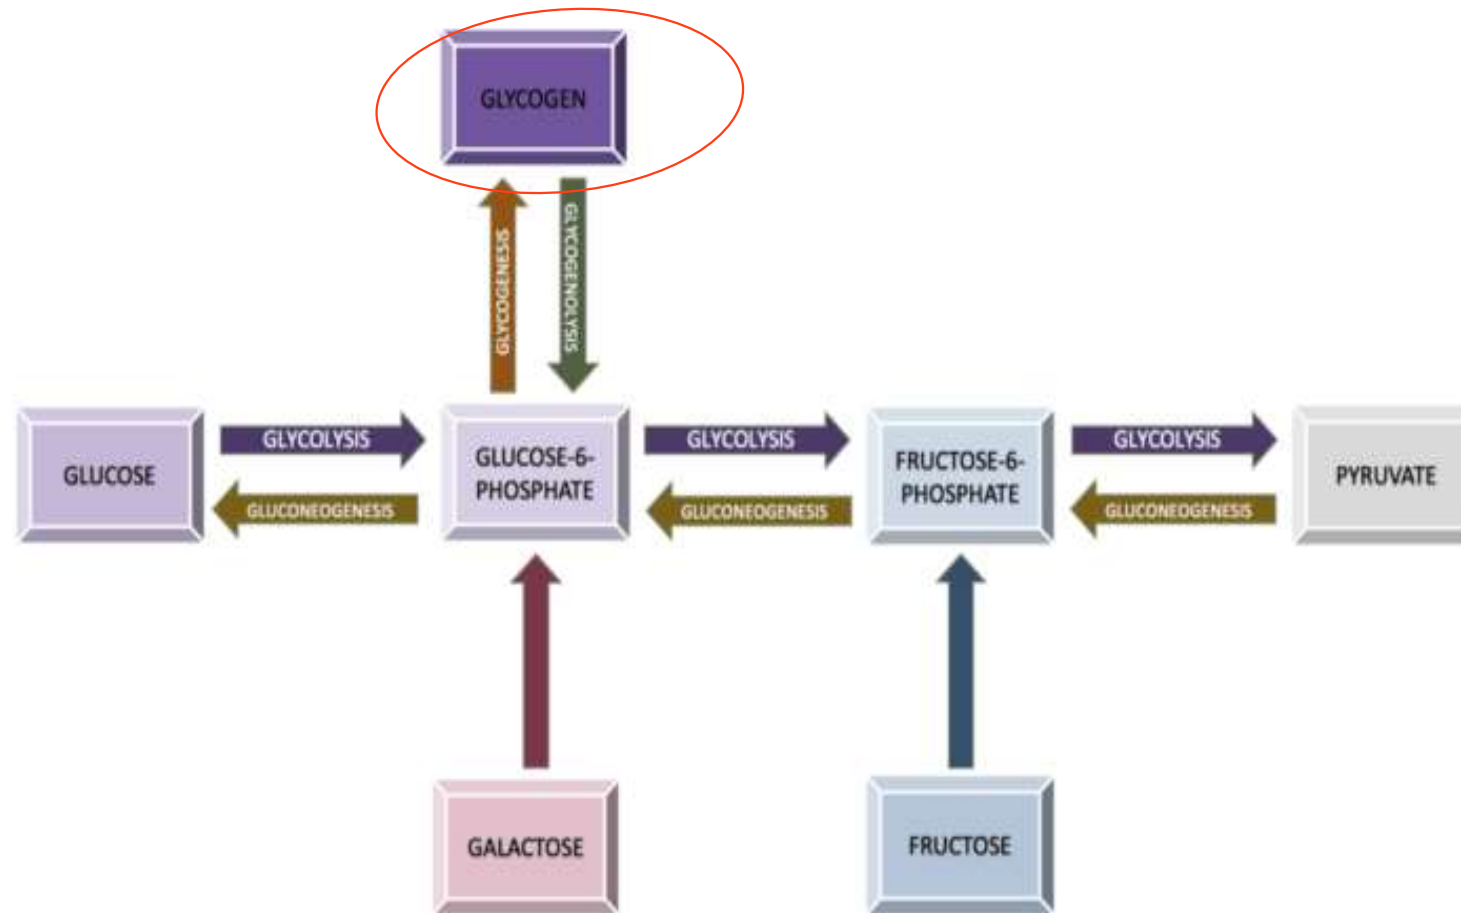 GLYCOGEN
GLYCOGENESIS
GLYCOGENOLYSIS
GLUCOSE
GLYCOLYSIS
GLUCONEOGENESIS
GLUCOSE-6-
PHOSPHATE
GLYCOLYSIS
GLUCONEOGENESIS
FRUCTOSE-6-
PHOSPHATE
GLYCOLYSIS
GLUCONEOGENESIS
PYRUVATE
GALACTOSE
FRUCTOSE